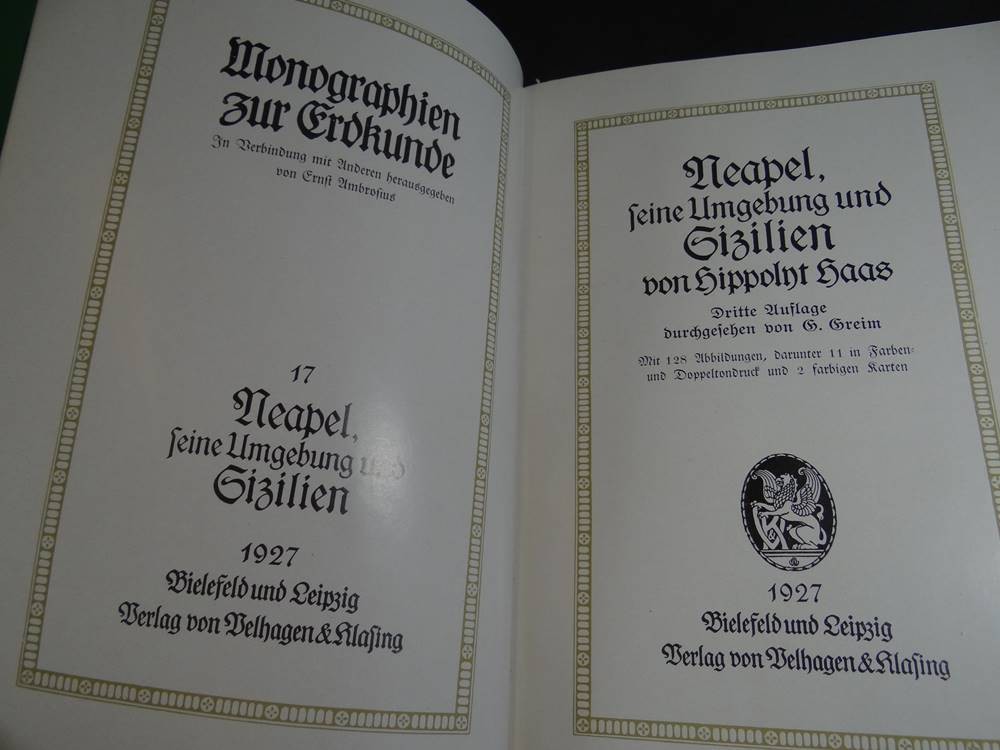 Monographien
zur Erdkunde
In Verbindung mit Anderen herausgegeben
von Ernst Ambrosius
17
Neapel,
seine Umgebung und
Sizilien
1927
Bielefeld und Leipzig
Verlag von Velhagen & Klasing
Neapel,
seine Umgebung und
Sizilien
von Hippolyt Haas
Dritte Auflage
durchgesehen von G. Greim
Mit 128 Abbildungen, darunter 11 in Farben-
und Doppeltondruck und 2 farbigen Karten
1927
Bielefeld und Leipzig
Verlag von Velhagen & Klasing